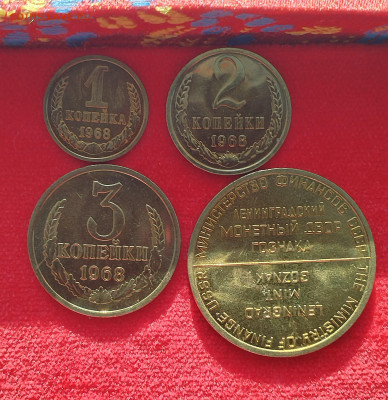 1
КОПЕЙКА
1968
2
КОПЕЙКИ
1968
3
КОПЕЙКИ
1968
МИНИСТЕРСТВО ФИНАНСОВ СССР
ЛЕНИНГРАДСКИЙ
МОНЕТНЫЙ ДВОР
ГОЗНАКА
THE MINISTRY OF FINANCE USSR
LENINGRAD
MINT,
GOZNAK